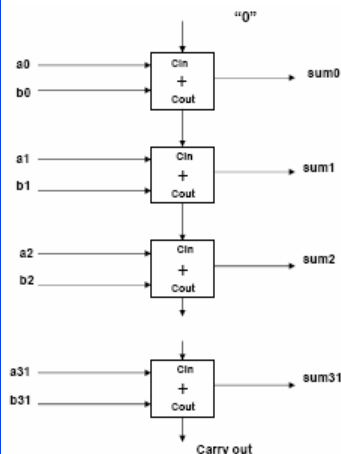 “0”
a0
CIn
sum0
+
b0
Cout
a1
CIn
sum1
+
b1
Cout
a2
CIn
sum2
+
b2
Cout
a31
CIn
sum31
+
b31
Cout
Carry out